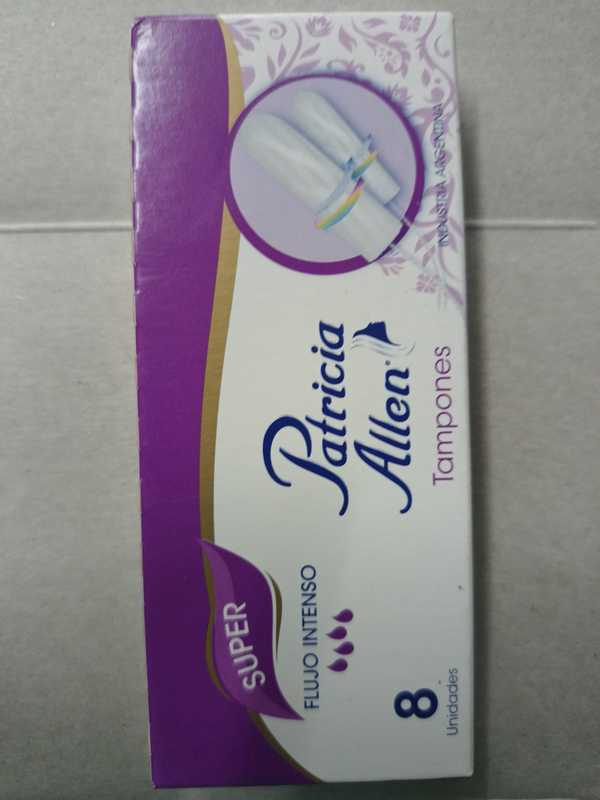 SUPER
FLUJO INTENSO
8
Unidades
Patricia
Allen®
Tampones
INDUSTRIA ARGENTINA